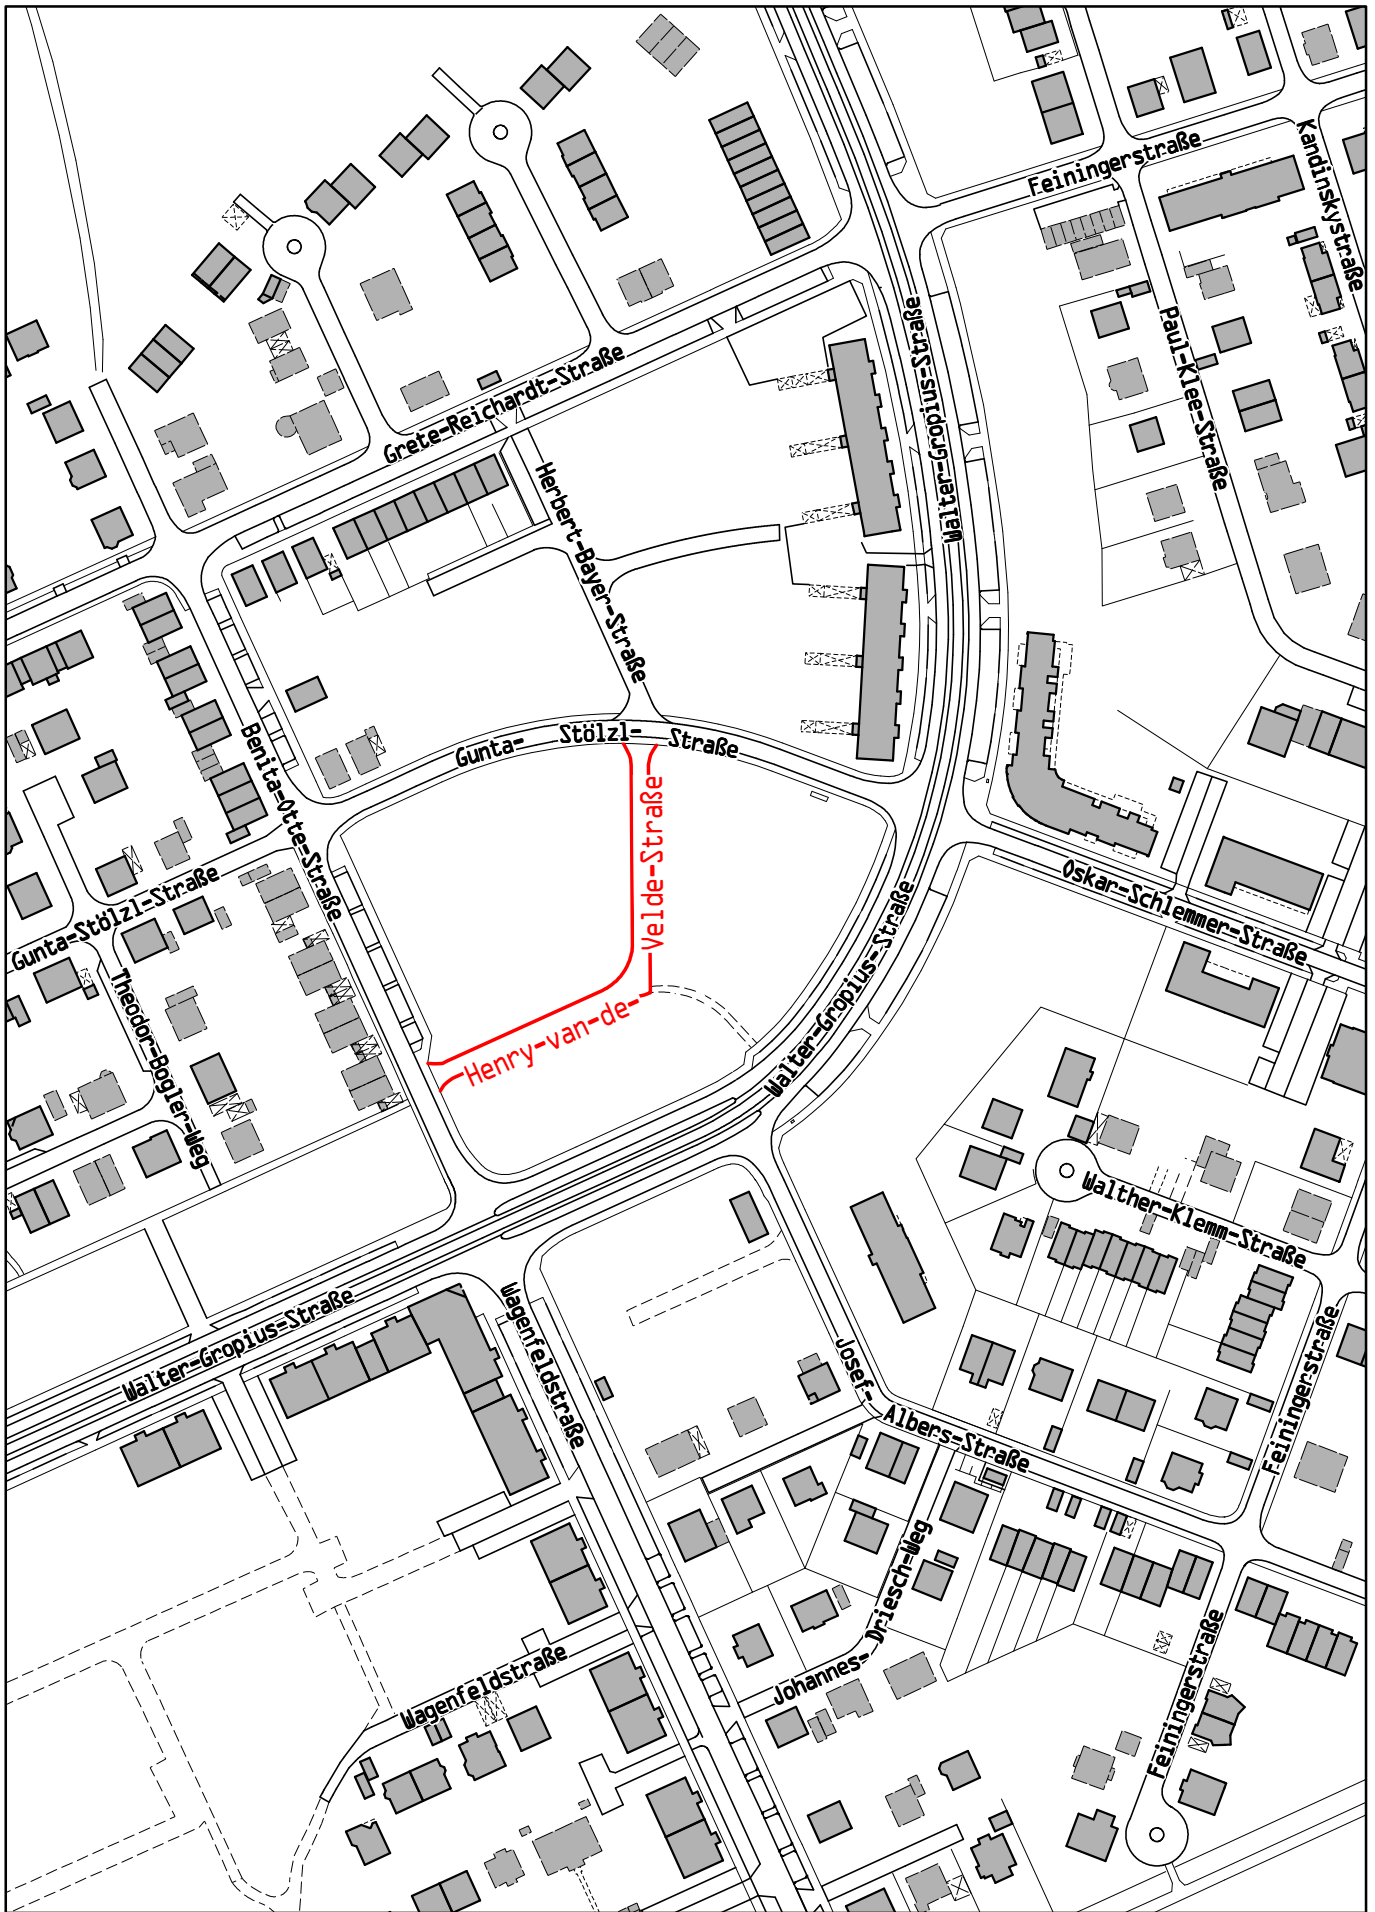 Feiningerstraße
Kandinskystraße
Paul-Klee-Straße
Walter-Gropius-Straße
Grete-Reichardt-Straße
Herbert-Bayer-Straße
Gunta- Stölzl- Straße
Benita-Otte-Straße
Velde-Straße
Henry-van-de-
Gunta-Stölzl-Straße
Theodor-Bogler-Weg
Oskar-Schlemmer-Straße
Walter-Gropius-Straße
Walther-Klemm-Straße
Walter-Gropius-Straße
Wagenfeldstraße
Josef-
Albers-Straße
Feiningerstraße
Johannes- Driesch-Weg
Wagenfeldstraße
Feiningerstraße